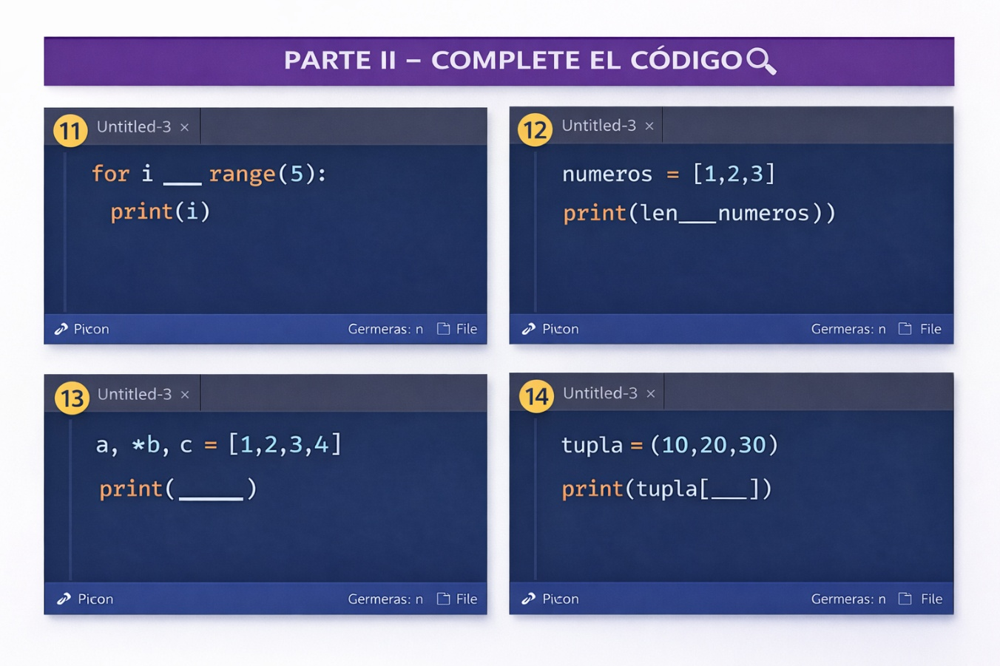 PARTE II – COMPLETE EL CÓDIGO
11 Untitled-3 ×
for i ___ range(5):
print(i)
Picon Germeras: n File
12 Untitled-3 ×
numeros = [1,2,3]
print(len___numeros))
Picon Germeras: n File
13 Untitled-3 ×
a, *b, c = [1,2,3,4]
print(_____)
Picon Germeras: n File
14 Untitled-3 ×
tupla = (10,20,30)
print(tupla[___])
Picon Germeras: n File